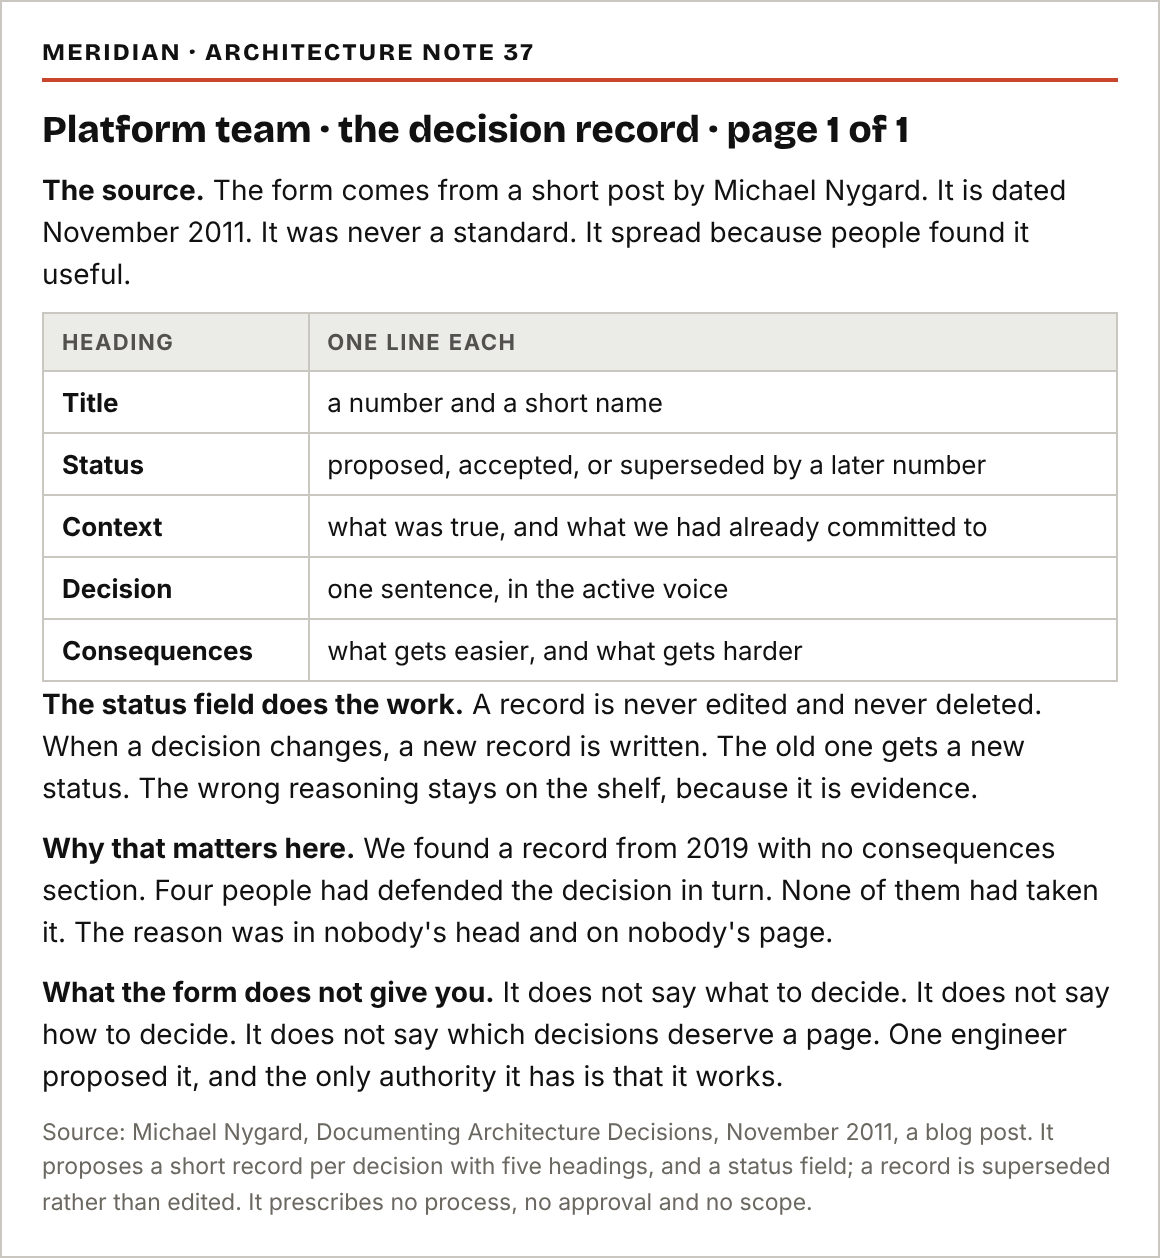 MERIDIAN · ARCHITECTURE NOTE 37
Platform team · the decision record · page 1 of 1
The source. The form comes from a short post by Michael Nygard. It is dated
November 2011. It was never a standard. It spread because people found it
useful.
HEADING ONE LINE EACH
Title a number and a short name
Status proposed, accepted, or superseded by a later number
Context what was true, and what we had already committed to
Decision one sentence, in the active voice
Consequences what gets easier, and what gets harder
The status field does the work. A record is never edited and never deleted.
When a decision changes, a new record is written. The old one gets a new
status. The wrong reasoning stays on the shelf, because it is evidence.
Why that matters here. We found a record from 2019 with no consequences
section. Four people had defended the decision in turn. None of them had taken
it. The reason was in nobody's head and on nobody's page.
What the form does not give you. It does not say what to decide. It does not say
how to decide. It does not say which decisions deserve a page. One engineer
proposed it, and the only authority it has is that it works.
Source: Michael Nygard, Documenting Architecture Decisions, November 2011, a blog post. It
proposes a short record per decision with five headings, and a status field; a record is superseded
rather than edited. It prescribes no process, no approval and no scope.